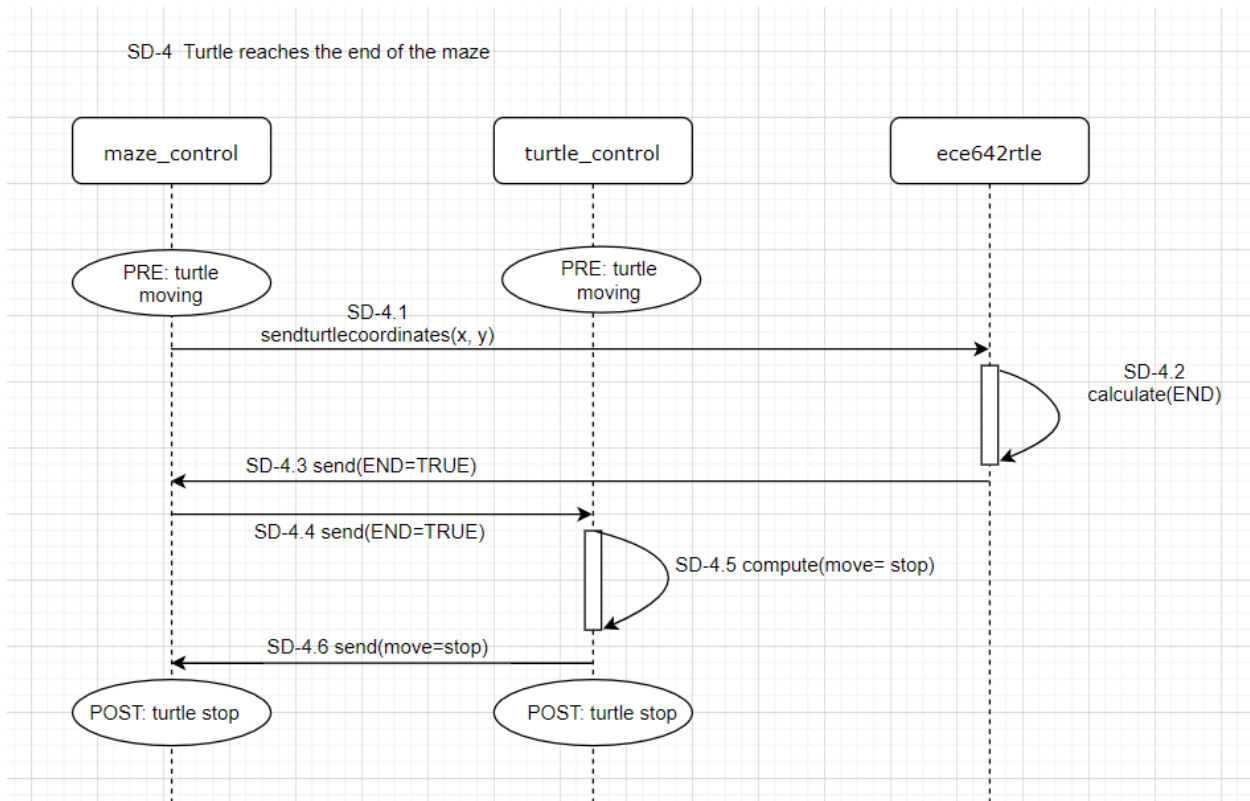 SD-4 Turtle reaches the end of the maze
maze_control
turtle_control
ece642rtle
PRE: turtle
moving
PRE: turtle
moving
SD-4.1
sendturtlecoordinates(x, y)
SD-4.2
calculate(END)
SD-4.3 send(END=TRUE)
SD-4.4 send(END=TRUE)
SD-4.5 compute(move= stop)
SD-4.6 send(move=stop)
POST: turtle stop
POST: turtle stop